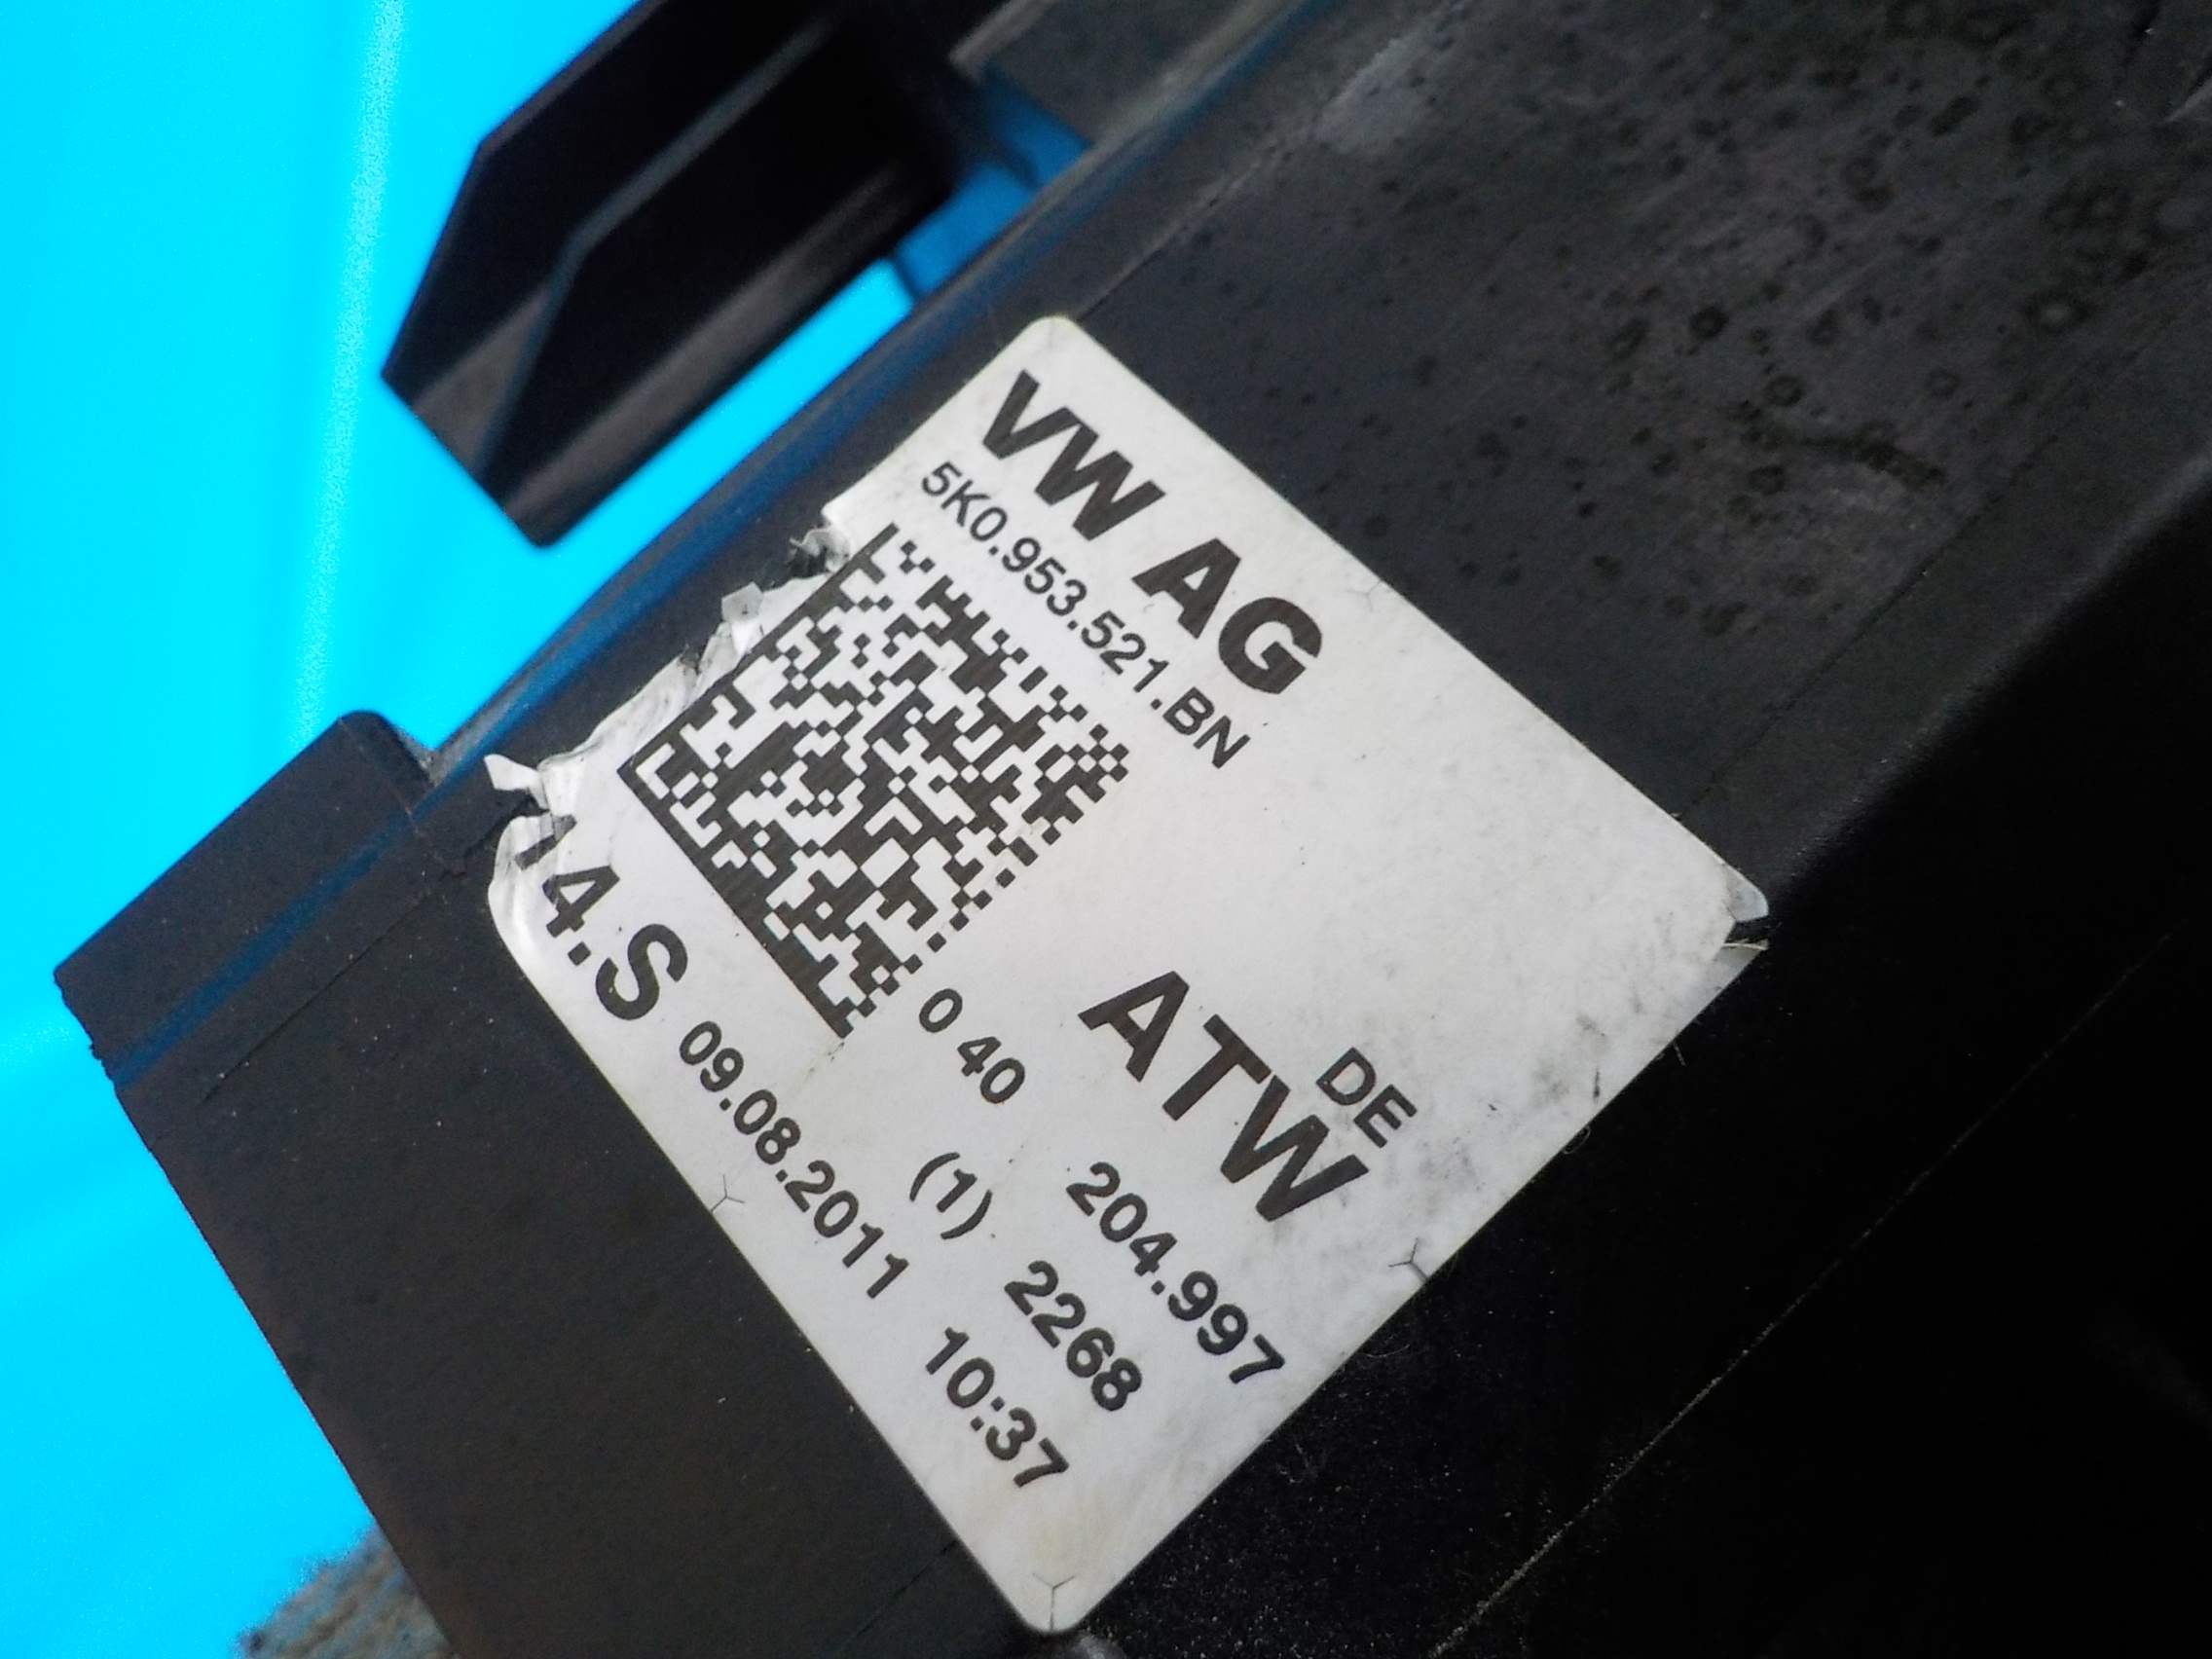 VW AG
5K0.953.521.BN
DE
ATW
0 40 204.997
(1) 2268
14.S 09.08.2011 10:37